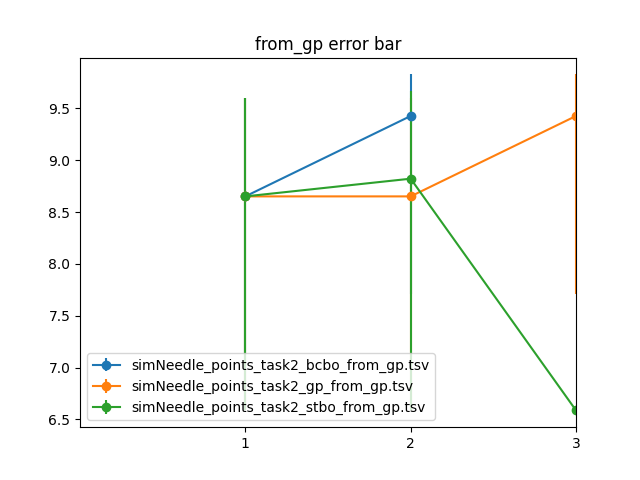 from_gp error bar
9.5
9.0
8.5
8.0
7.5
7.0
6.5
simNeedle_points_task2_bcbo_from_gp.tsv
simNeedle_points_task2_gp_from_gp.tsv
simNeedle_points_task2_stbo_from_gp.tsv
1
2
3